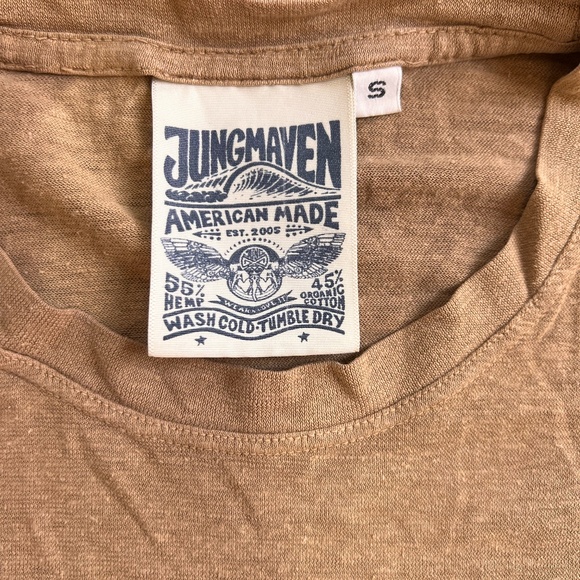 S
JUNGMAVEN
AMERICAN MADE
EST. 2005
55% HEMP
45% ORGANIC COTTON
WASH COLD·TUMBLE DRY